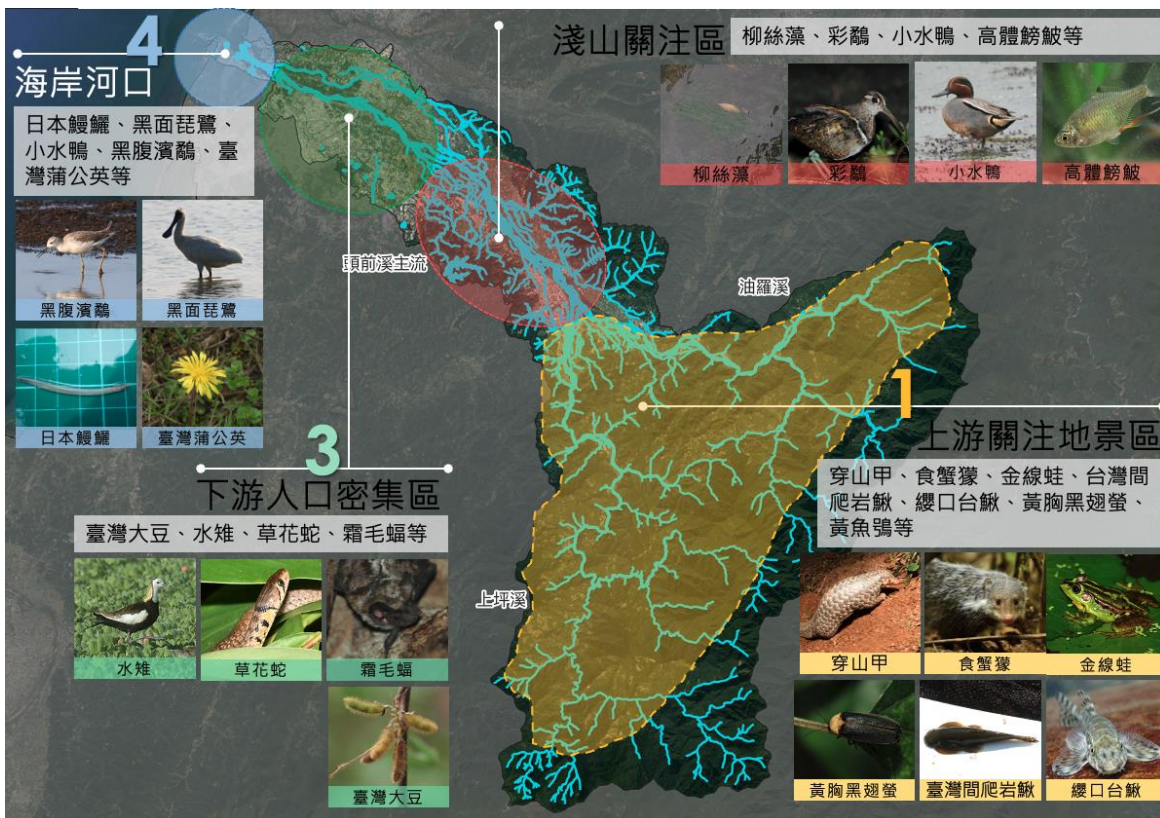 4
海岸河口
日本鰻鱺、黑面琵鷺、
小水鴨、黑腹濱鷸、臺
灣蒲公英等
黑腹濱鷸
黑面琵鷺
日本鰻鱺
臺灣蒲公英
淺山關注區
柳絲藻、彩鷸、小水鴨、高體鰟鮍等
柳絲藻
彩鷸
小水鴨
高體鰟鮍
頭前溪主流
油羅溪
上坪溪
3
下游人口密集區
臺灣大豆、水雉、草花蛇、霜毛蝠等
水雉
草花蛇
霜毛蝠
臺灣大豆
1
上游關注地景區
穿山甲、食蟹獴、金線蛙、台灣間
爬岩鰍、纓口台鰍、黃胸黑翅螢、
黃魚鴞等
穿山甲
食蟹獴
金線蛙
黃胸黑翅螢
臺灣間爬岩鰍
纓口台鰍